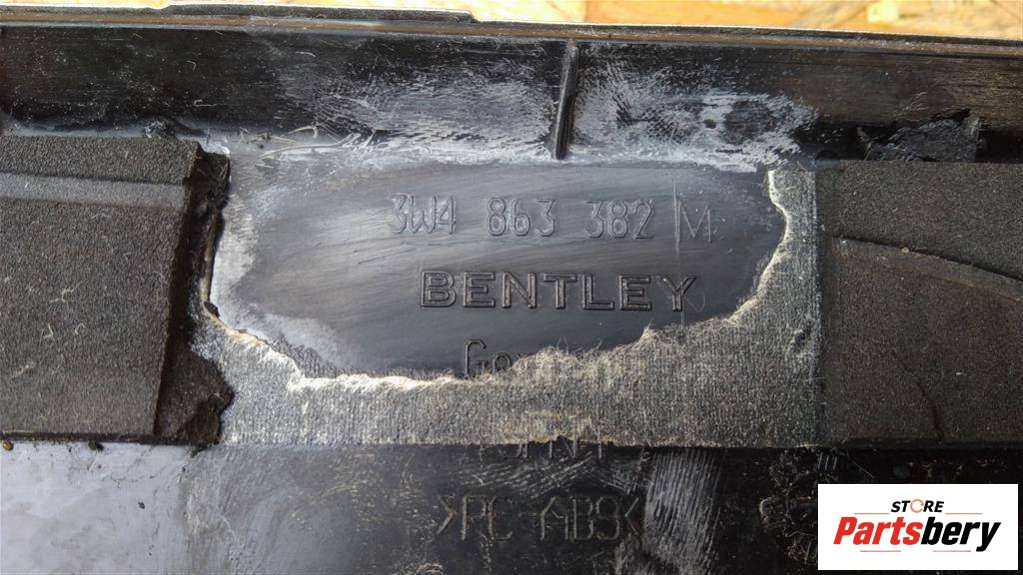 3W4 863 382 M
BENTLEY
>PC-ABS<
STORE
Partsbery